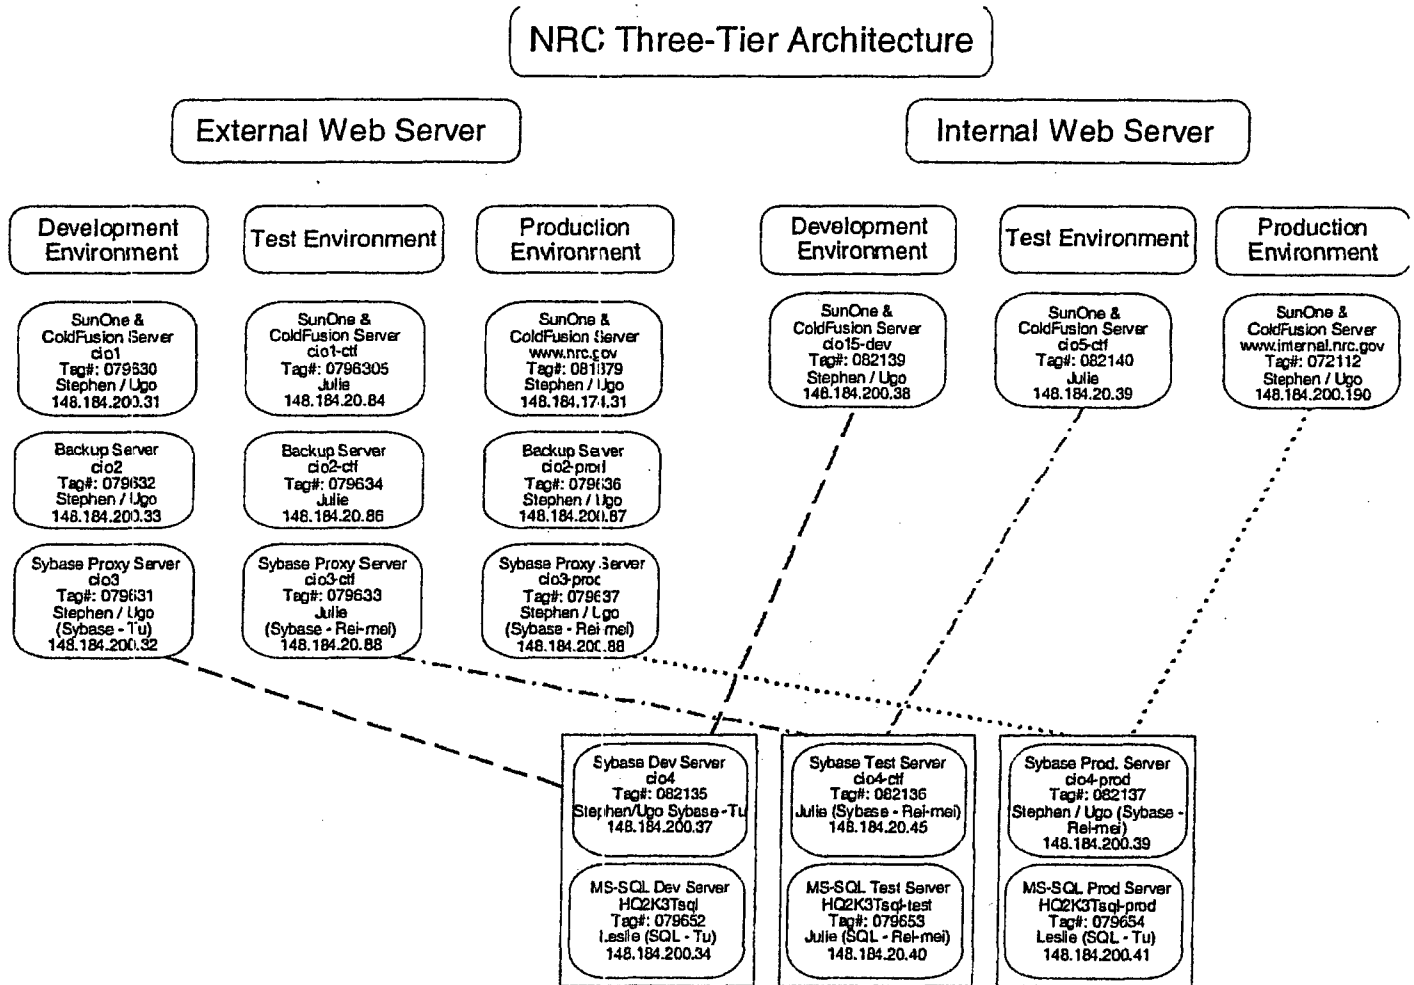 NRC Three-Tier Architecture
External Web Server
Internal Web Server
Development
Environment
Test Environment
Production
Environment
Development
Environment
Test Environment
Production
Environment
SunOne &
ColdFusion Server
cio1
Tag#: 079630
Stephen / Ugo
148.184.200.31
SunOne &
ColdFusion Server
cio1-ctf
Tag#: 0796305
Julie
148.184.20.84
SunOne &
ColdFusion Server
www.nrc.gov
Tag#: 081879
Stephen / Ugo
148.184.174.31
SunOne &
ColdFusion Server
cio15-dev
Tag#: 082139
Stephen / Ugo
148.184.200.38
SunOne &
ColdFusion Server
cio5-ctf
Tag#: 082140
Julie
148.184.20.39
SunOne &
ColdFusion Server
www.internal.nrc.gov
Tag#: 072112
Stephen / Ugo
148.184.200.190
Backup Server
cio2
Tag#: 079632
Stephen / Ugo
148.184.200.33
Backup Server
cio2-ctf
Tag#: 079634
Julie
148.184.20.86
Backup Server
cio2-prod
Tag#: 079636
Stephen / Ugo
148.184.200.87
Sybase Proxy Server
cio3
Tag#: 079631
Stephen / Ugo
(Sybase - Tu)
148.184.200.32
Sybase Proxy Server
cio3-ctf
Tag#: 079633
Julie
(Sybase - Rei-mei)
148.184.20.88
Sybase Proxy Server
cio3-prod
Tag#: 079637
Stephen / Ugo
(Sybase - Rei-mei)
148.184.200.88
Sybase Dev Server
cio4
Tag#: 082135
Stephen/Ugo Sybase -Tu
148.184.200.37
Sybase Test Server
cio4-ctf
Tag#: 082136
Julie (Sybase - Rei-mei)
148.184.20.45
Sybase Prod. Server
cio4-prod
Tag#: 082137
Stephen / Ugo (Sybase -
Rei-mei)
148.184.200.39
MS-SQL Dev Server
HQ2K3Tsql
Tag#: 079652
Leslie (SQL - Tu)
148.184.200.34
MS-SQL Test Server
HQ2K3Tsql-test
Tag#: 079653
Julie (SQL - Rei-mei)
148.184.20.40
MS-SQL Prod Server
HQ2K3Tsql-prod
Tag#: 079654
Leslie (SQL - Tu)
148.184.200.41